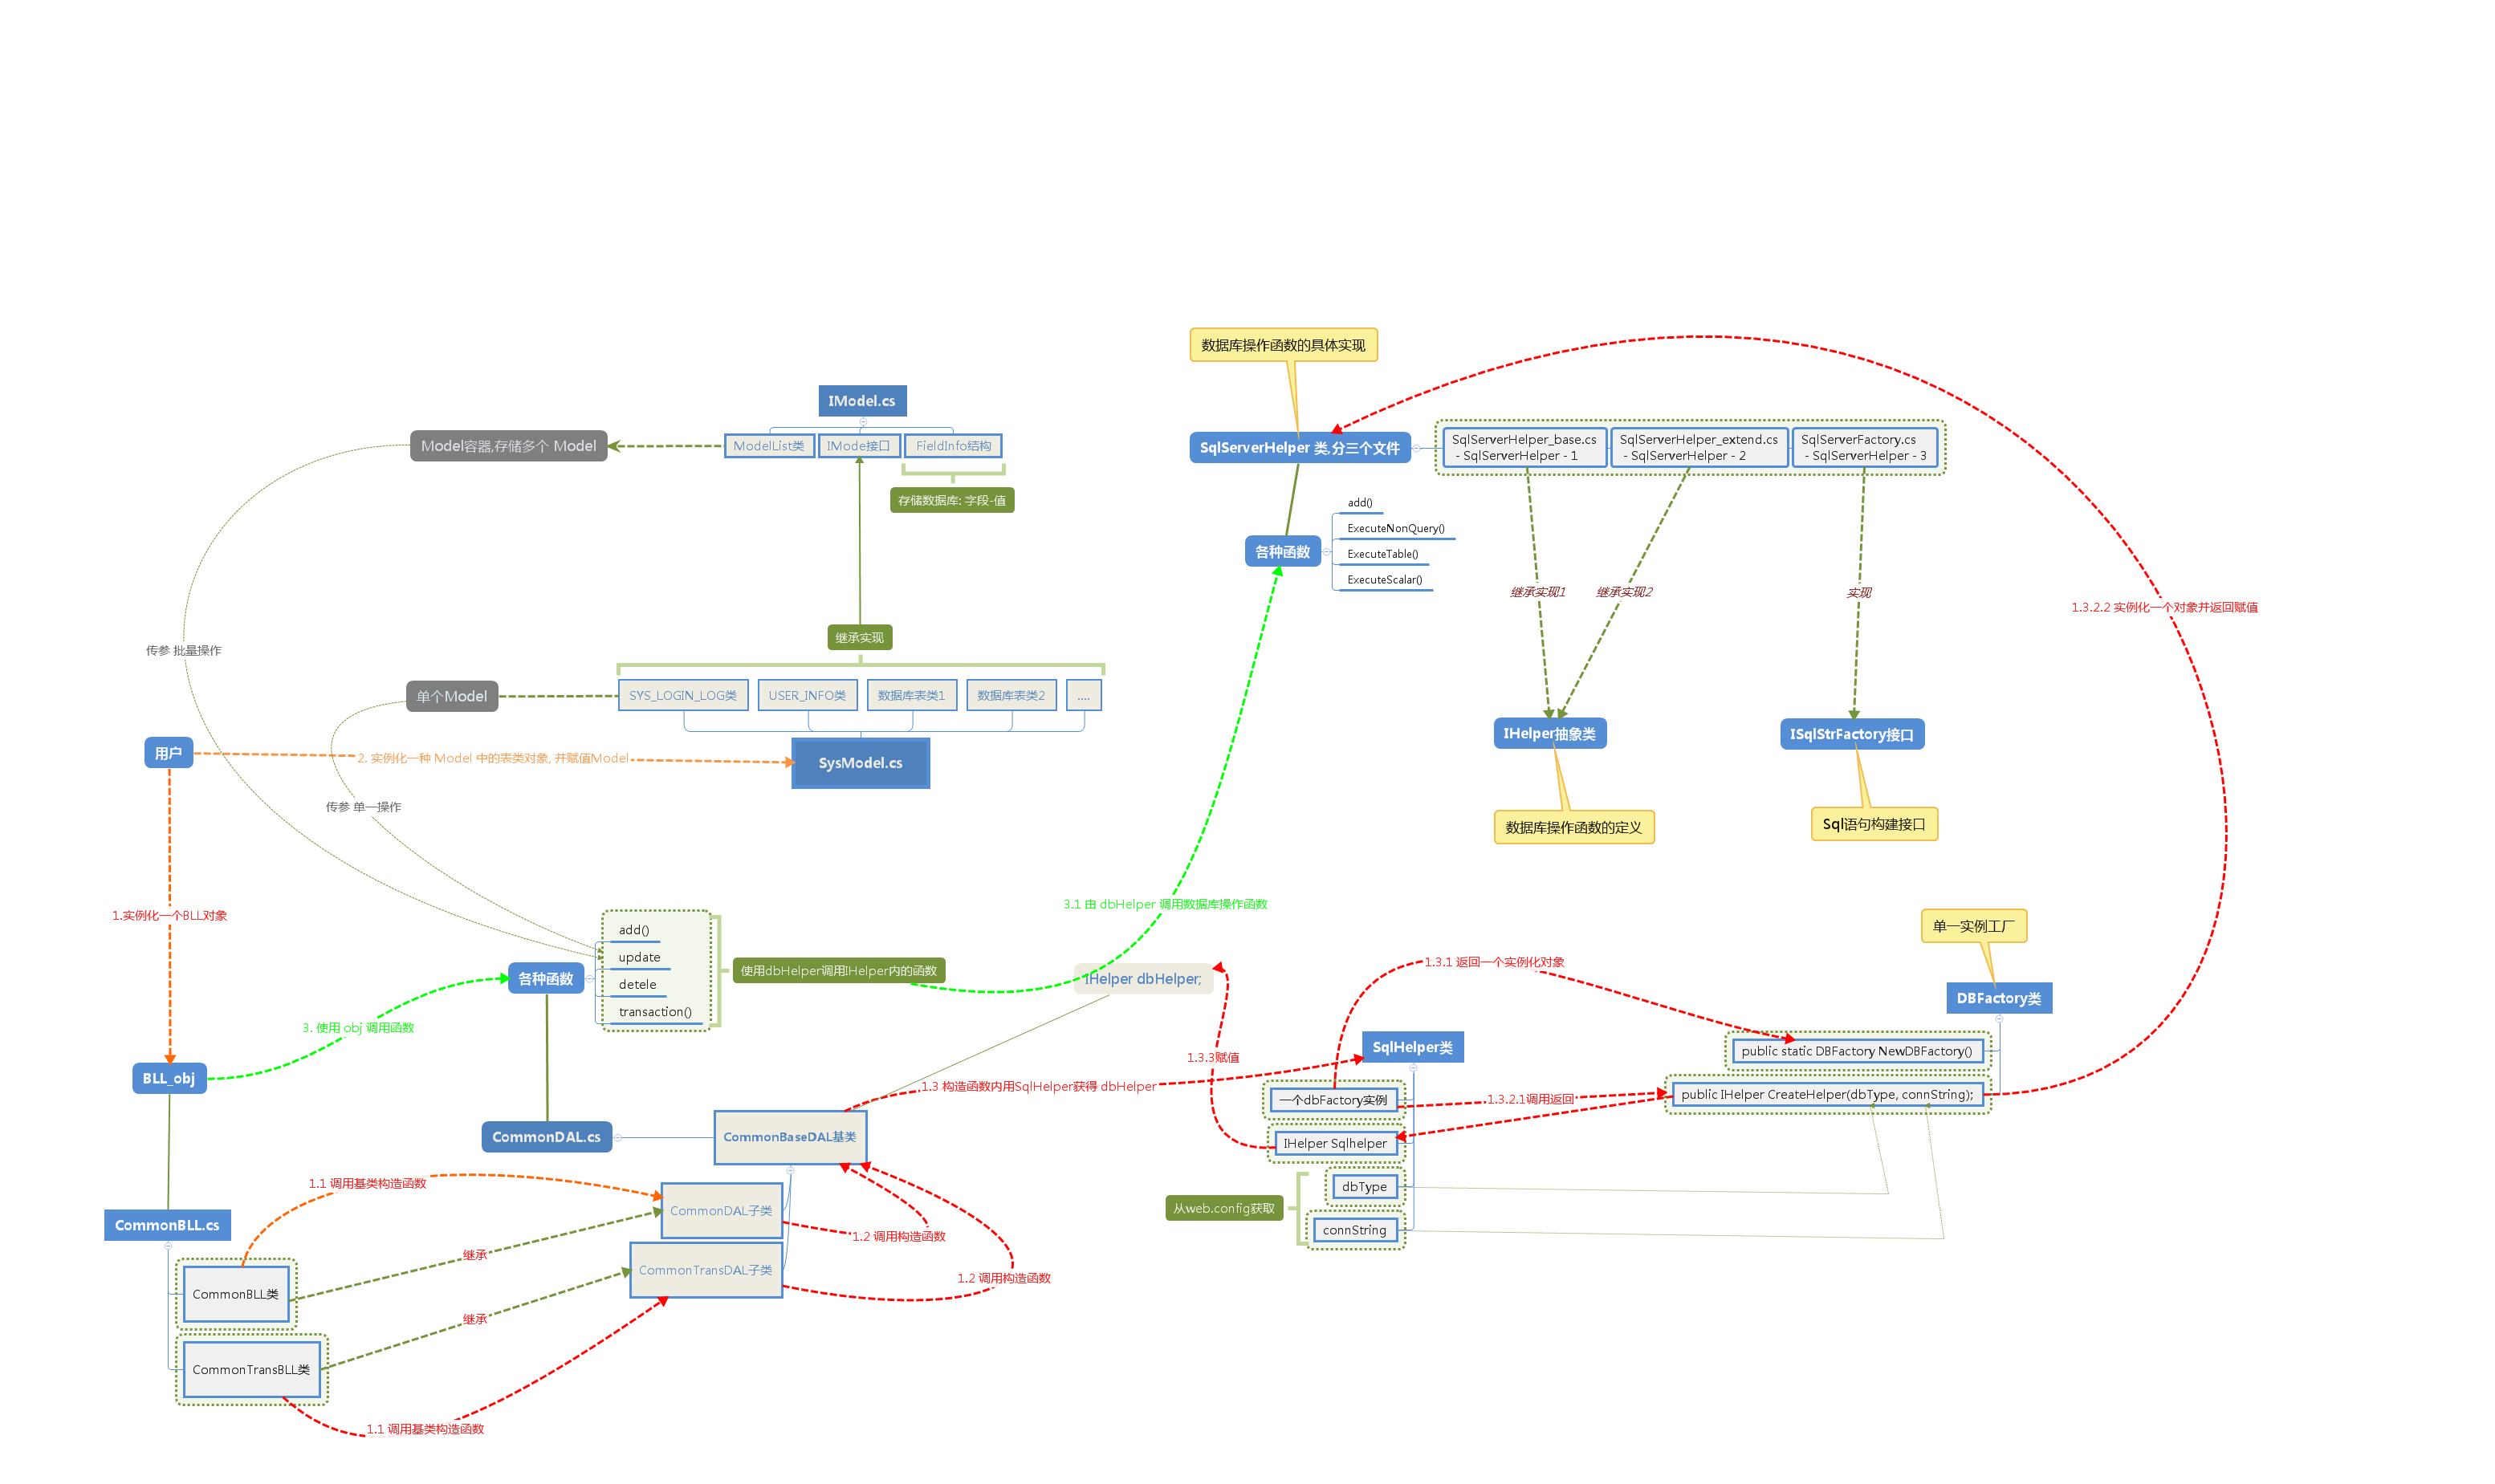 数据库操作函数的具体实现
IModel.cs
ModelList类
IMode接口
FieldInfo结构
Model容器,存储多个 Model
存储数据库: 字段-值
SqlServerHelper 类,分三个文件
SqlServerHelper_base.cs
- SqlServerHelper - 1
SqlServerHelper_extend.cs
- SqlServerHelper - 2
SqlServerFactory.cs
- SqlServerHelper - 3
各种函数
add()
ExecuteNonQuery()
ExecuteTable()
ExecuteScalar()
继承实现1
继承实现2
实现
1.3.2.2 实例化一个对象并返回赋值
传参 批量操作
继承实现
单个Model
SYS_LOGIN_LOG类
USER_INFO类
数据库表类1
数据库表类2
....
用户
2. 实例化一种 Model 中的表类对象, 并赋值Model
SysModel.cs
IHelper抽象类
ISqlStrFactory接口
传参 单一操作
数据库操作函数的定义
Sql语句构建接口
1.实例化一个BLL对象
3.1 由 dbHelper 调用数据库操作函数
单一实例工厂
各种函数
add()
update
detele
transaction()
使用dbHelper调用IHelper内的函数
IHelper dbHelper;
1.3.1 返回一个实例化对象
DBFactory类
3. 使用 obj 调用函数
SqlHelper类
public static DBFactory NewDBFactory()
1.3.3赋值
BLL_obj
1.3 构造函数内用SqlHelper获得 dbHelper
一个dbFactory实例
1.3.2.1调用返回
public IHelper CreateHelper(dbType, connString);
CommonDAL.cs
CommonBaseDAL基类
IHelper Sqlhelper
1.1 调用基类构造函数
dbType
从web.config获取
CommonDAL子类
connString
CommonBLL.cs
1.2 调用构造函数
继承
CommonTransDAL子类
1.2 调用构造函数
CommonBLL类
继承
CommonTransBLL类
1.1 调用基类构造函数